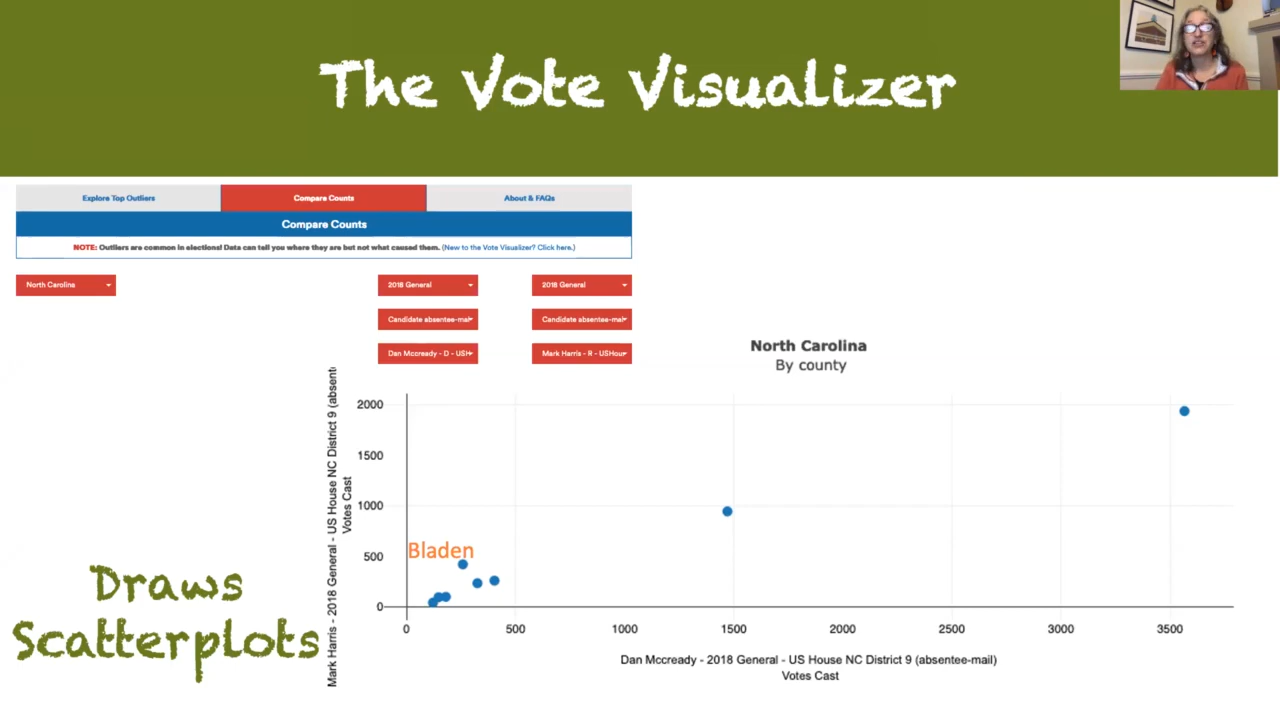 The Vote Visualizer
Explore Top Outliers
Compare Counts
About & FAQs
Compare Counts
NOTE: Outliers are common in elections! Data can tell you where they are but not what caused them. (New to the Vote Visualizer? Click here.)
North Carolina
2018 General
2018 General
Candidate absentee-mai
Candidate absentee-mai
Dan Mccready - D - USH
Mark Harris - R - USHour
North Carolina
By county
Mark Harris - 2018 General - US House NC District 9 (absent
Votes Cast
2000
1500
1000
500
0
Bladen
0 500 1000 1500 2000 2500 3000 3500
Dan Mccready - 2018 General - US House NC District 9 (absentee-mail)
Votes Cast
Draws
Scatterplots